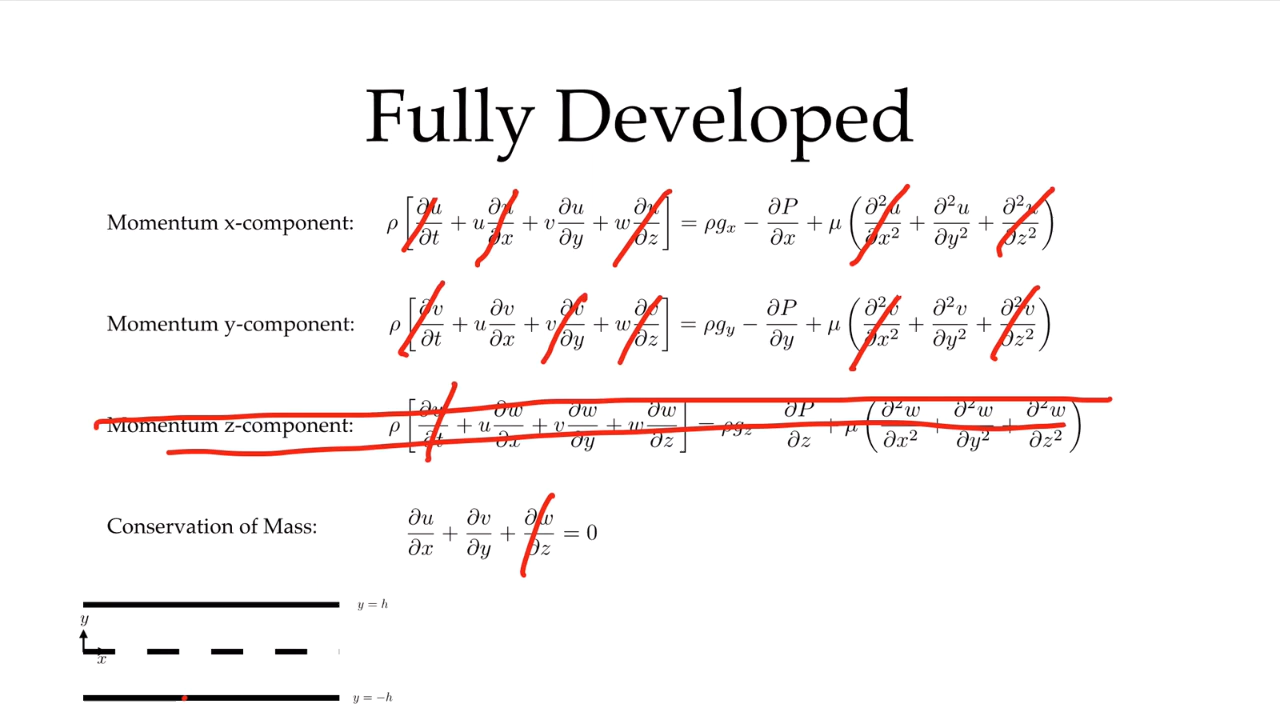 Fully Developed
Momentum x-component: ρ [ ∂u/∂t + u ∂u/∂x + v ∂u/∂y + w ∂u/∂z ] = ρgₓ − ∂P/∂x + μ ( ∂²u/∂x² + ∂²u/∂y² + ∂²u/∂z² )
Momentum y-component: ρ [ ∂v/∂t + u ∂v/∂x + v ∂v/∂y + w ∂v/∂z ] = ρg_y − ∂P/∂y + μ ( ∂²v/∂x² + ∂²v/∂y² + ∂²v/∂z² )
Momentum z-component: ρ [ ∂w/∂t + u ∂w/∂x + v ∂w/∂y + w ∂w/∂z ] = ρg_z − ∂P/∂z + μ ( ∂²w/∂x² + ∂²w/∂y² + ∂²w/∂z² )
Conservation of Mass: ∂u/∂x + ∂v/∂y + ∂w/∂z = 0
y = h
y
x
y = −h